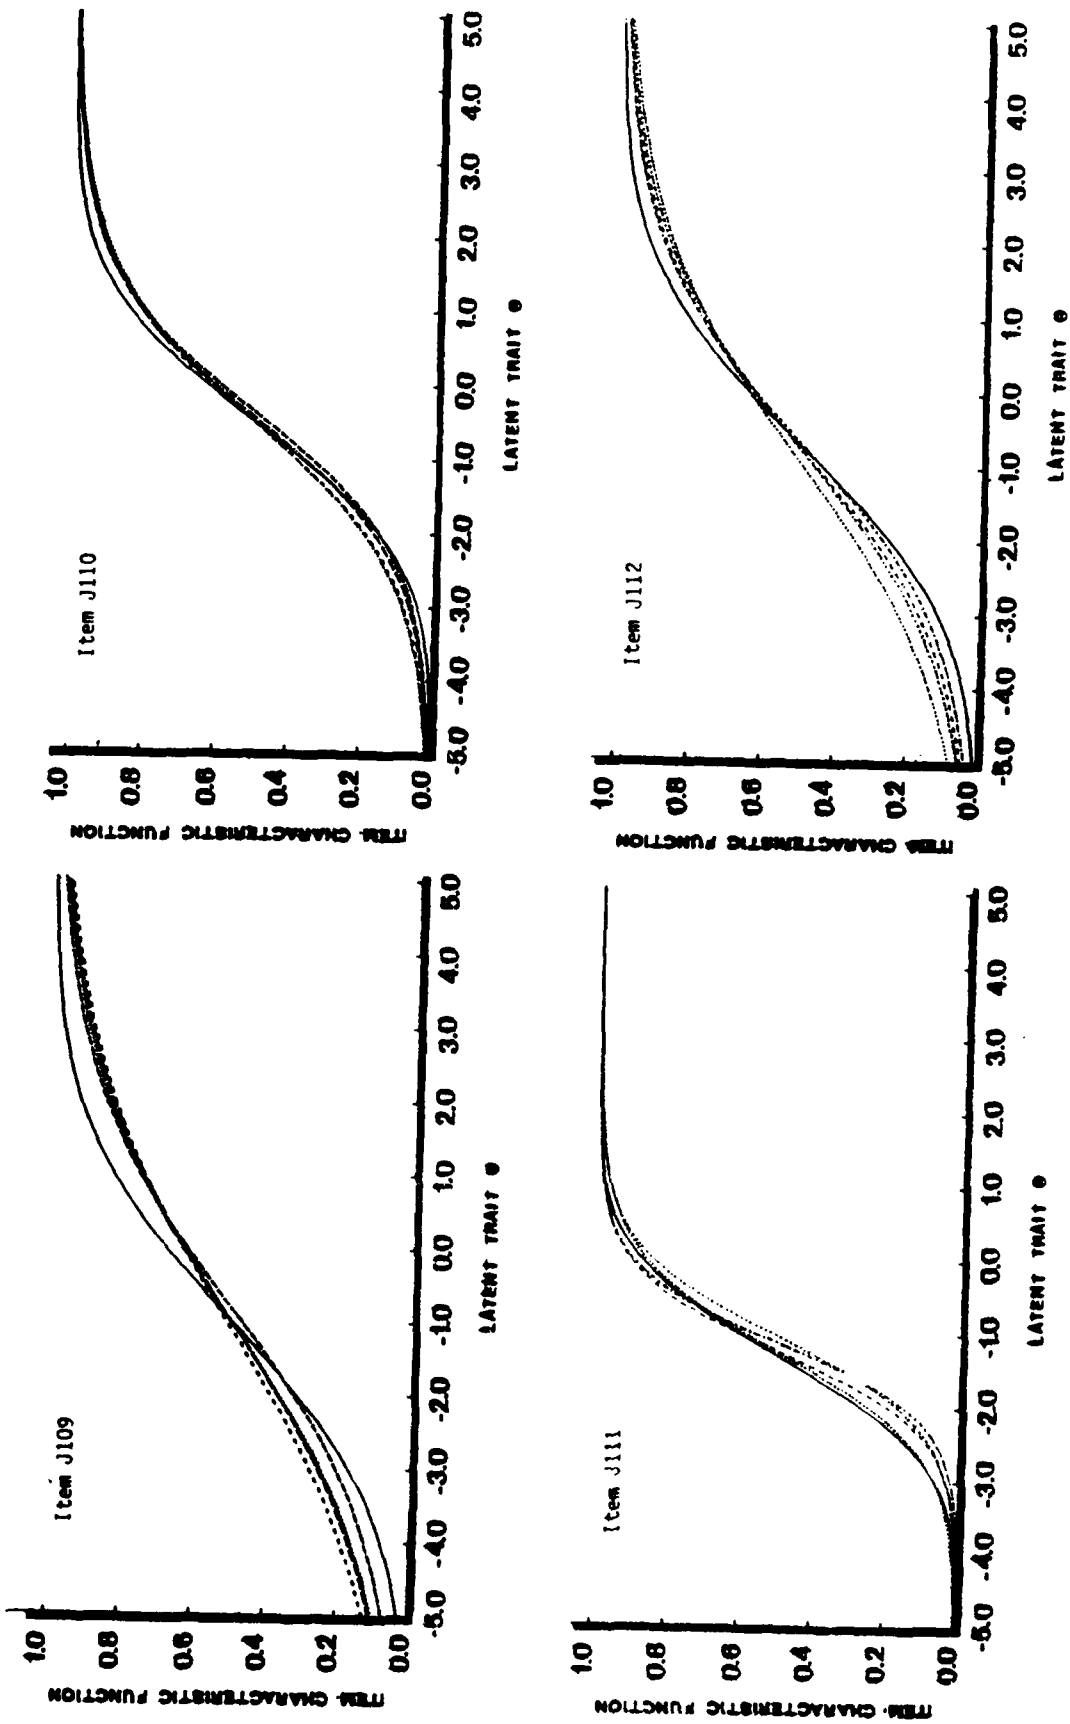 Item J109
ITEM CHARACTERISTIC FUNCTION
1.0
0.8
0.6
0.4
0.2
0.0
-5.0 -4.0 -3.0 -2.0 -1.0 0.0 1.0 2.0 3.0 4.0 5.0
LATENT TRAIT θ
Item J110
ITEM CHARACTERISTIC FUNCTION
1.0
0.8
0.6
0.4
0.2
0.0
-5.0 -4.0 -3.0 -2.0 -1.0 0.0 1.0 2.0 3.0 4.0 5.0
LATENT TRAIT θ
Item J111
ITEM CHARACTERISTIC FUNCTION
1.0
0.8
0.6
0.4
0.2
0.0
-5.0 -4.0 -3.0 -2.0 -1.0 0.0 1.0 2.0 3.0 4.0 5.0
LATENT TRAIT θ
Item J112
ITEM CHARACTERISTIC FUNCTION
1.0
0.8
0.6
0.4
0.2
0.0
-5.0 -4.0 -3.0 -2.0 -1.0 0.0 1.0 2.0 3.0 4.0 5.0
LATENT TRAIT θ